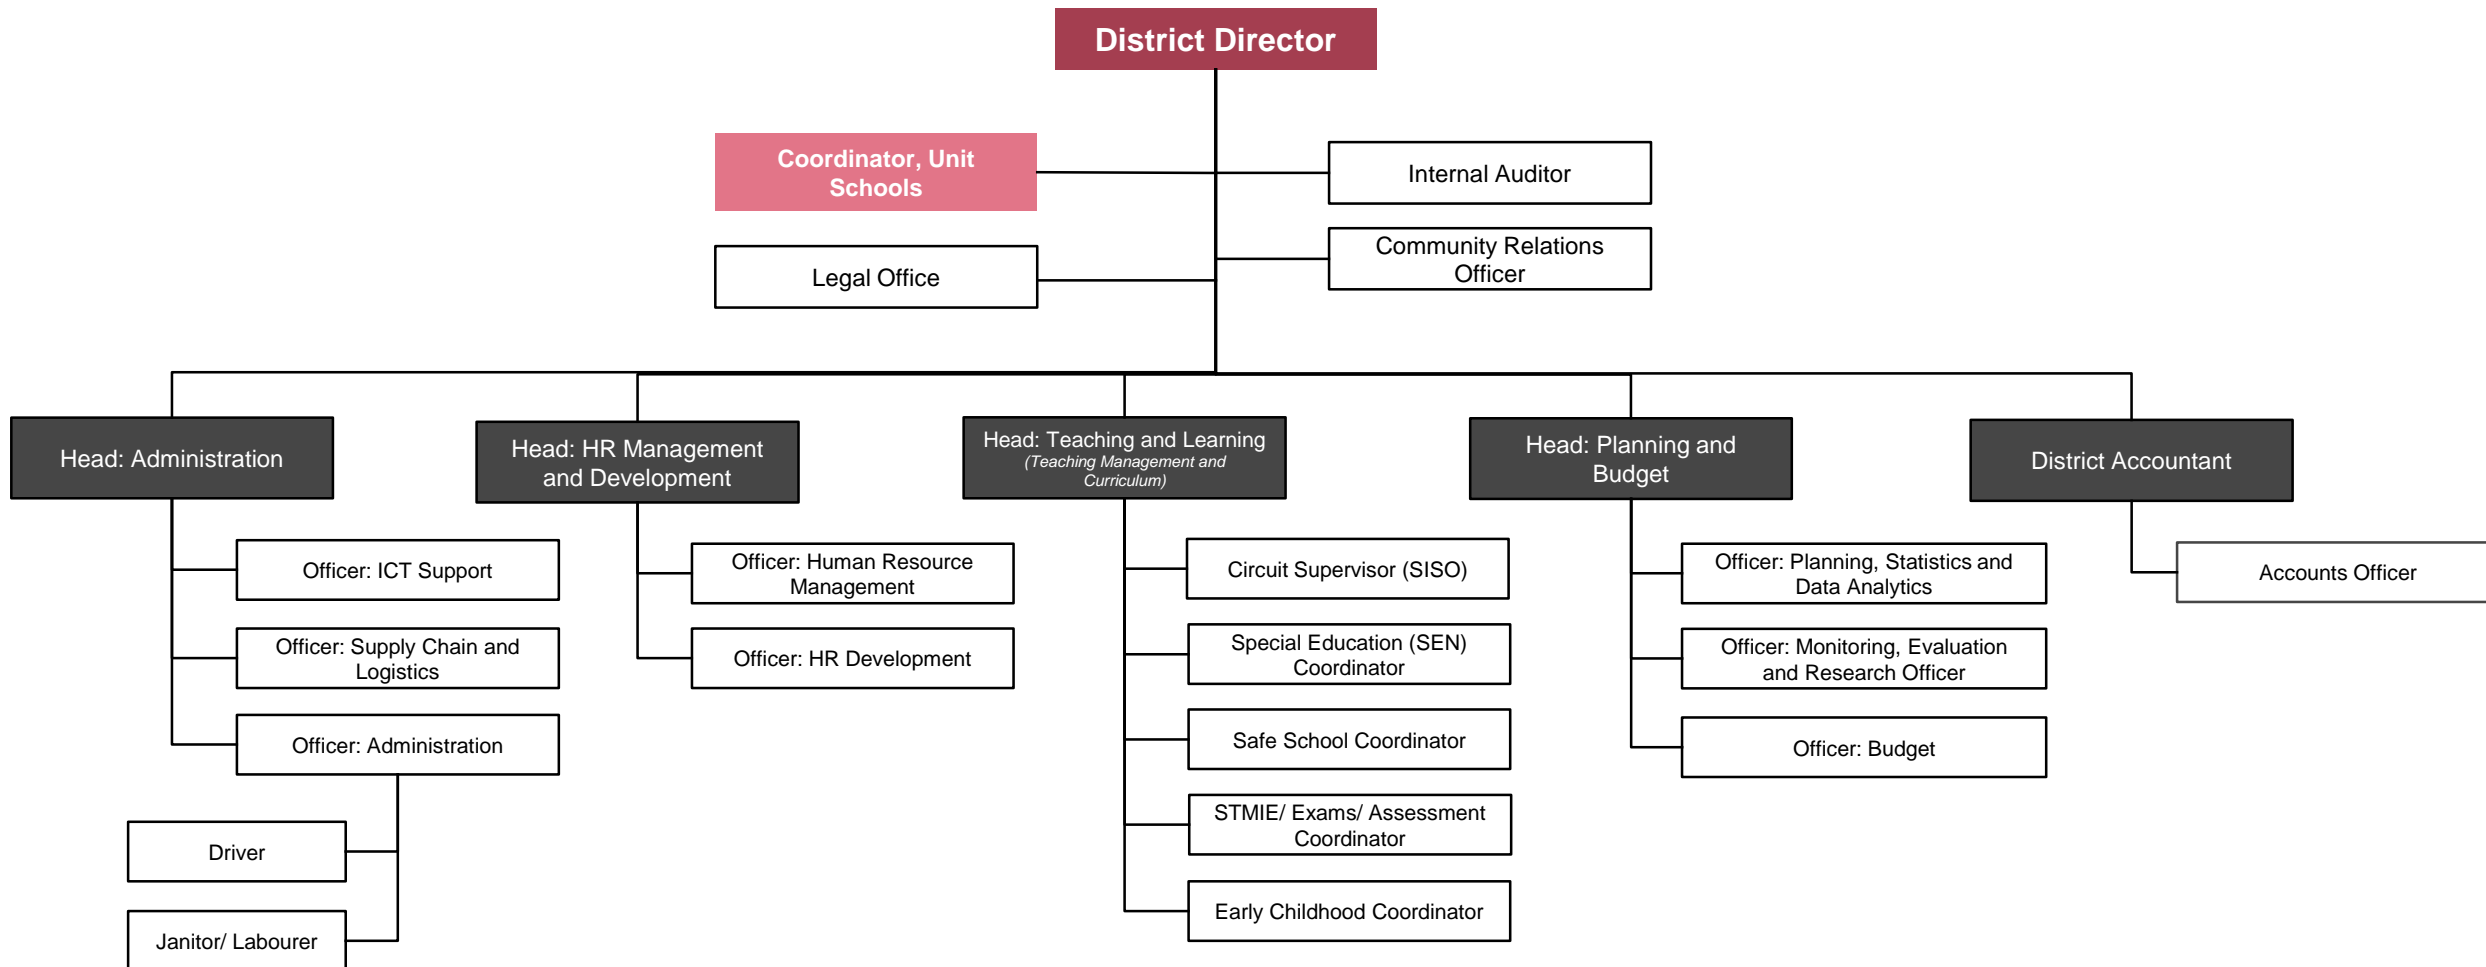 District Director
Coordinator, Unit
Schools
Internal Auditor
Legal Office
Community Relations
Officer
Head: Administration
Head: HR Management
and Development
Head: Teaching and Learning
(Teaching Management and
Curriculum)
Head: Planning and
Budget
District Accountant
Officer: ICT Support
Officer: Supply Chain and
Logistics
Officer: Administration
Driver
Janitor/ Labourer
Officer: Human Resource
Management
Officer: HR Development
Circuit Supervisor (SISO)
Special Education (SEN)
Coordinator
Safe School Coordinator
STMIE/ Exams/ Assessment
Coordinator
Early Childhood Coordinator
Officer: Planning, Statistics and
Data Analytics
Officer: Monitoring, Evaluation
and Research Officer
Officer: Budget
Accounts Officer